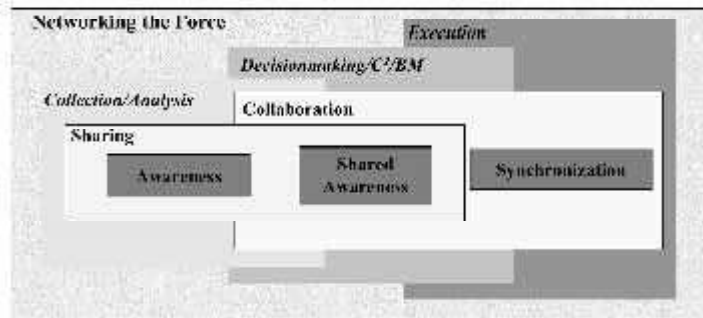 Networking the Force
Execution
Decisionmaking/C²/BM
Collection/Analysis
Collaboration
Sharing
Awareness
Shared
Awareness
Synchronization